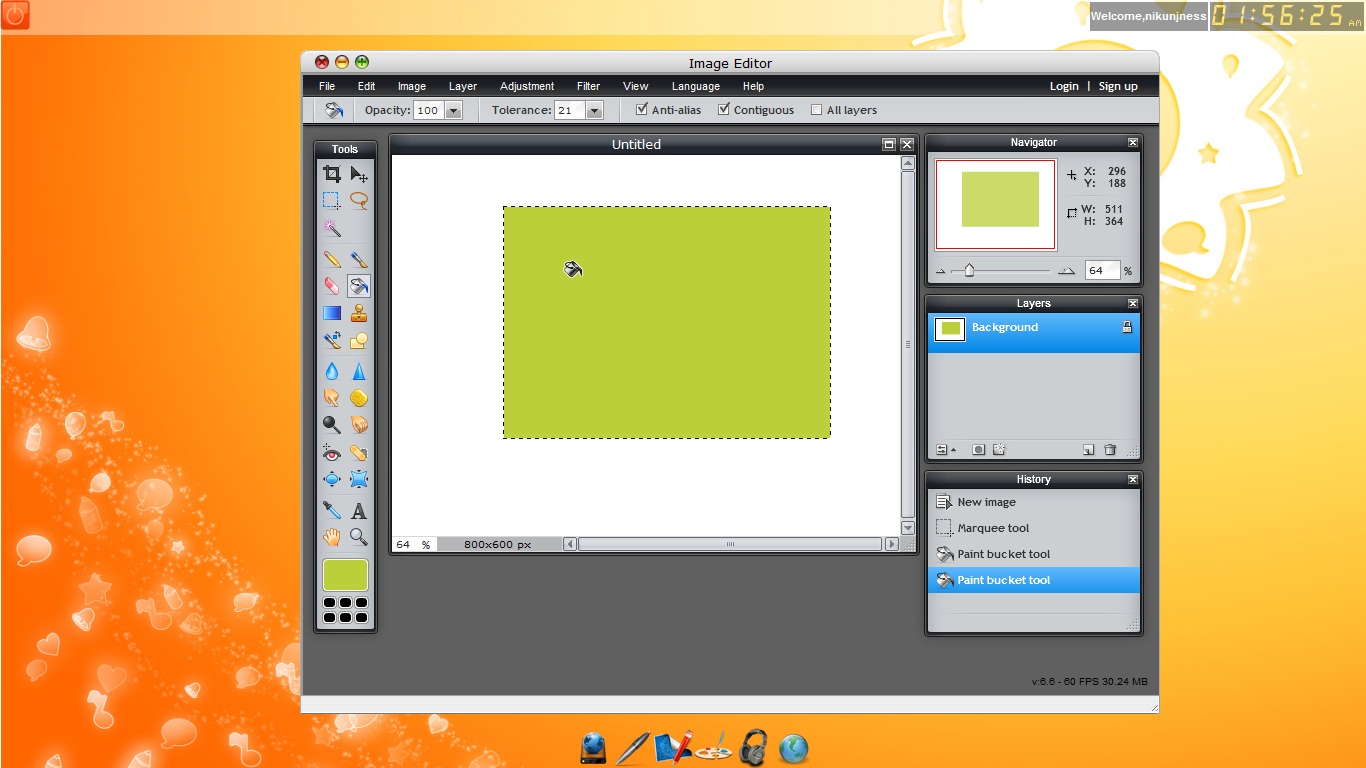 Welcome,nikunjness 01:56:25 AM
Image Editor
File Edit Image Layer Adjustment Filter View Language Help Login | Sign up
Opacity: 100 Tolerance: 21 Anti-alias Contiguous All layers
Tools
A
Untitled
64 % 800x600 px
Navigator
X: 296
Y: 188
W: 511
H: 364
64 %
Layers
Background
History
New image
Marquee tool
Paint bucket tool
Paint bucket tool
v:6.6 - 60 FPS 30.24 MB